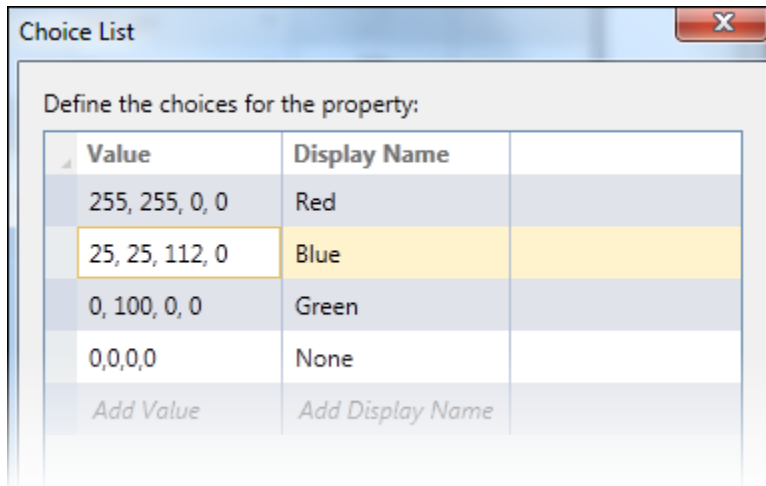 Choice List
Define the choices for the property:
Value Display Name
255, 255, 0, 0 Red
25, 25, 112, 0 Blue
0, 100, 0, 0 Green
0,0,0,0 None
Add Value Add Display Name